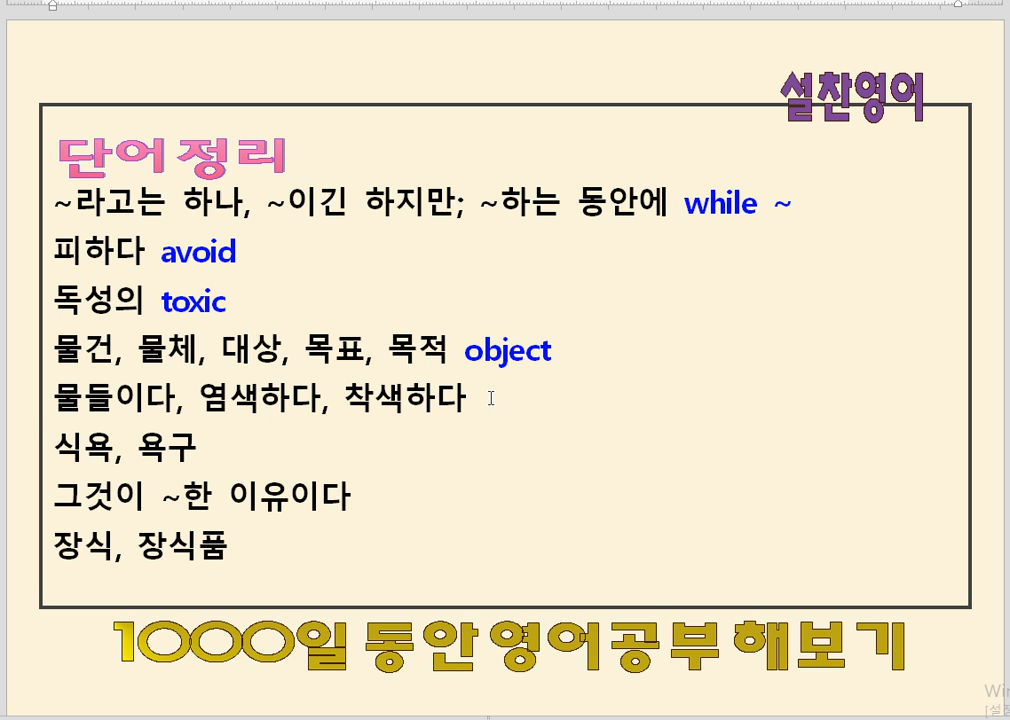 설찬영어
단어정리
~라고는 하나, ~이긴 하지만; ~하는 동안에 while ~
피하다 avoid
독성의 toxic
물건, 물체, 대상, 목표, 목적 object
물들이다, 염색하다, 착색하다
식욕, 욕구
그것이 ~한 이유이다
장식, 장식품
1000일동안영어공부해보기